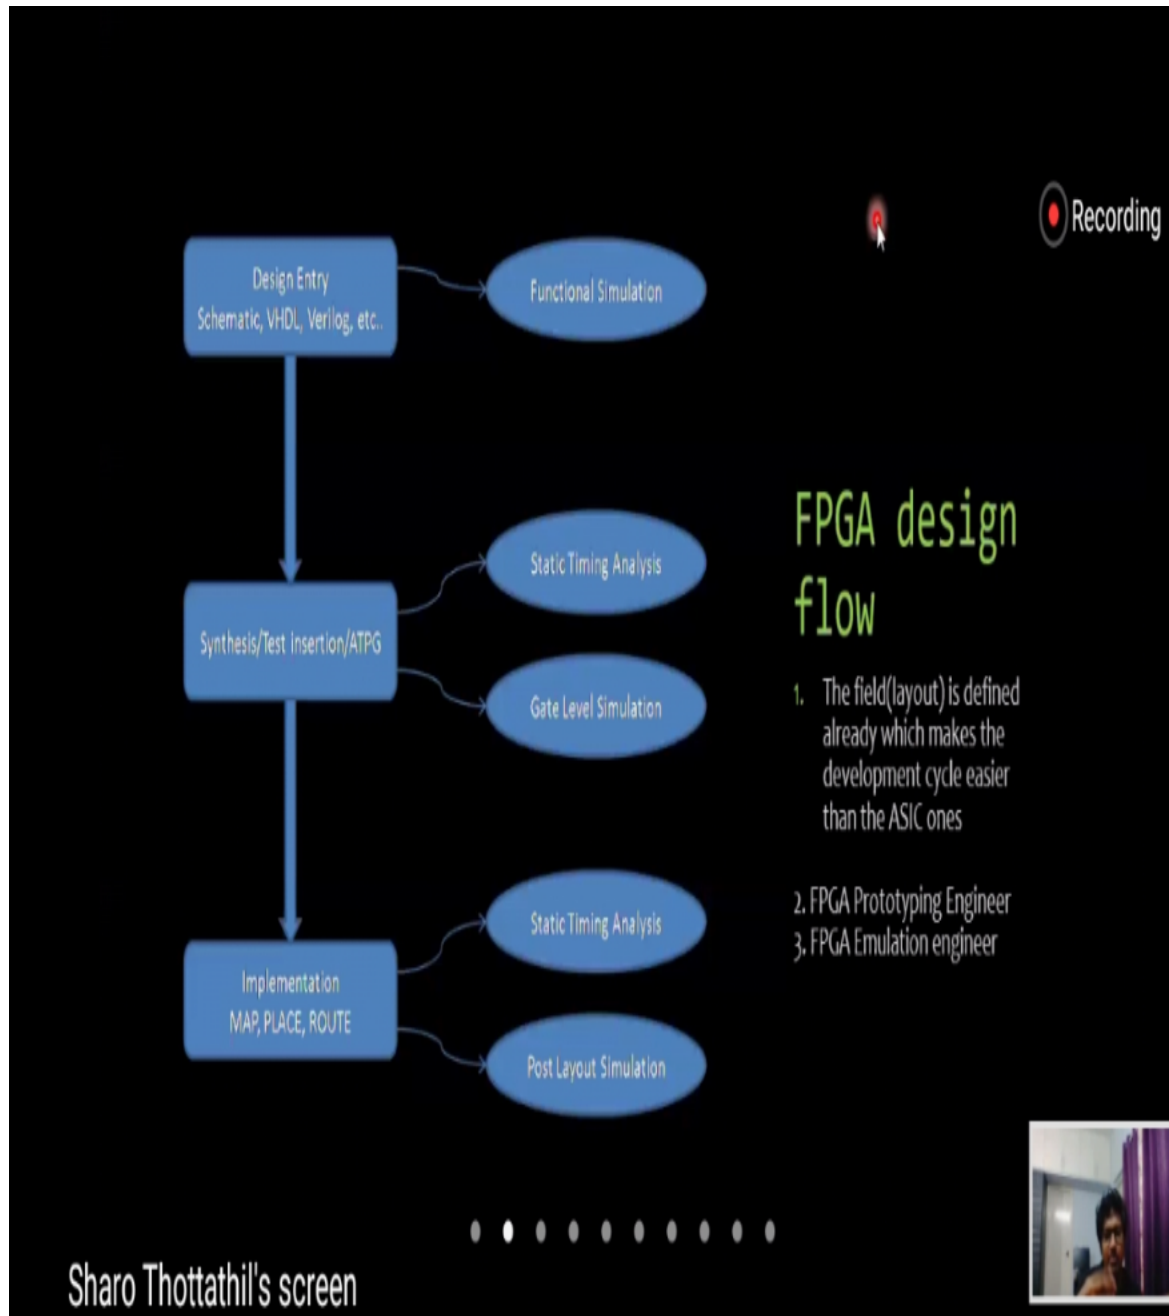 Recording
Design Entry
Schematic, VHDL, Verilog, etc..
Functional Simulation
Static Timing Analysis
Synthesis/Test Insertion/ATPG
Gate Level Simulation
Static Timing Analysis
Implementation
MAP, PLACE, ROUTE
Post Layout Simulation
FPGA design
flow
1. The field(layout) is defined
already which makes the
development cycle easier
than the ASIC ones
2. FPGA Prototyping Engineer
3. FPGA Emulation engineer
Sharo Thottathil's screen